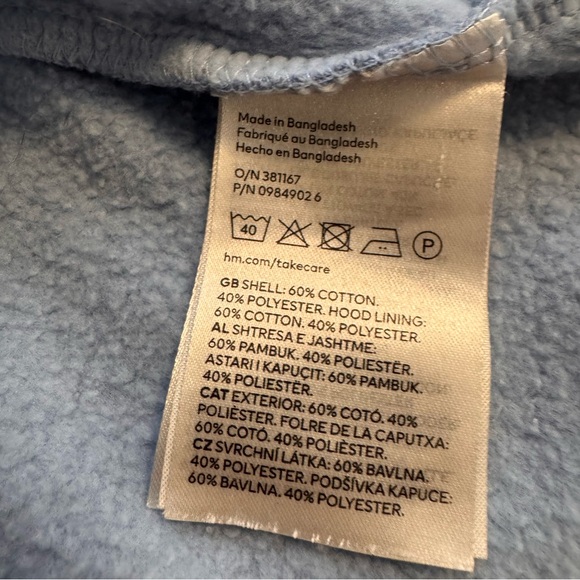 Made in Bangladesh
Fabriqué au Bangladesh
Hecho en Bangladesh
O/N 381167
P/N 0984902 6
40 P
hm.com/takecare
GB SHELL: 60% COTTON.
40% POLYESTER. HOOD LINING:
60% COTTON. 40% POLYESTER.
AL SHTRESA E JASHTME:
60% PAMBUK. 40% POLIESTËR.
ASTARI I KAPUÇIT: 60% PAMBUK.
40% POLIESTËR.
CAT EXTERIOR: 60% COTÓ. 40%
POLIÈSTER. FOLRE DE LA CAPUTXA:
60% COTÓ. 40% POLIÈSTER.
CZ SVRCHNÍ LÁTKA: 60% BAVLNA.
40% POLYESTER. PODŠÍVKA KAPUCE:
60% BAVLNA. 40% POLYESTER.